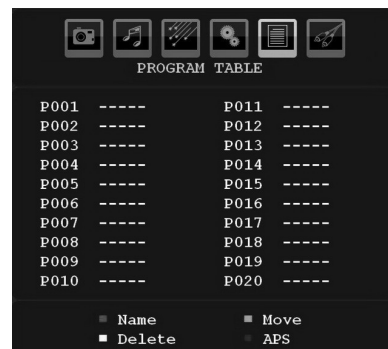 PROGRAM TABLE
P001 ----- P011 -----
P002 ----- P012 -----
P003 ----- P013 -----
P004 ----- P014 -----
P005 ----- P015 -----
P006 ----- P016 -----
P007 ----- P017 -----
P008 ----- P018 -----
P009 ----- P019 -----
P010 ----- P020 -----
Name Move
Delete APS